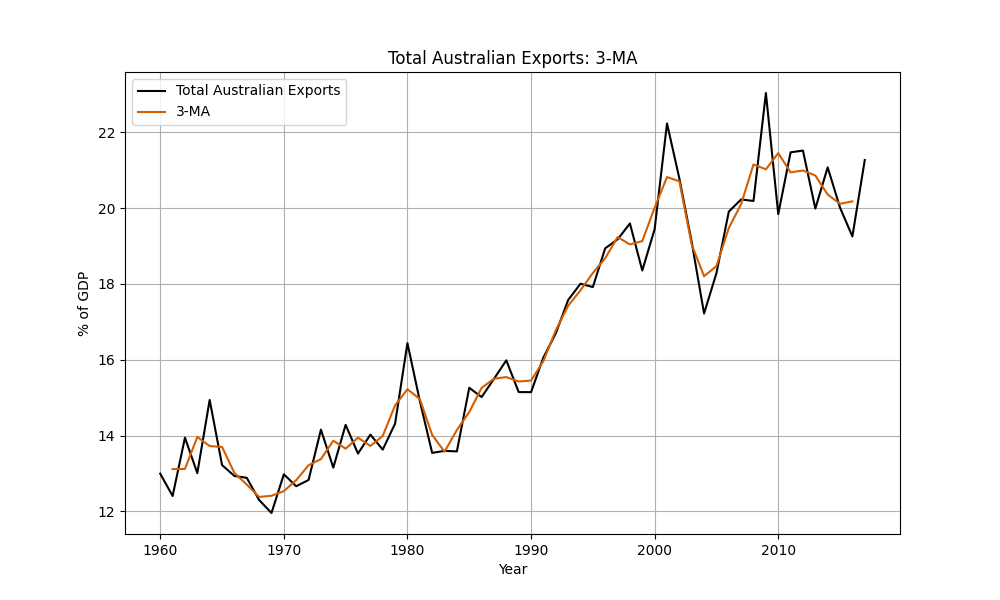 Total Australian Exports: 3-MA
Total Australian Exports
3-MA
% of GDP
22
20
18
16
14
12
1960 1970 1980 1990 2000 2010
Year